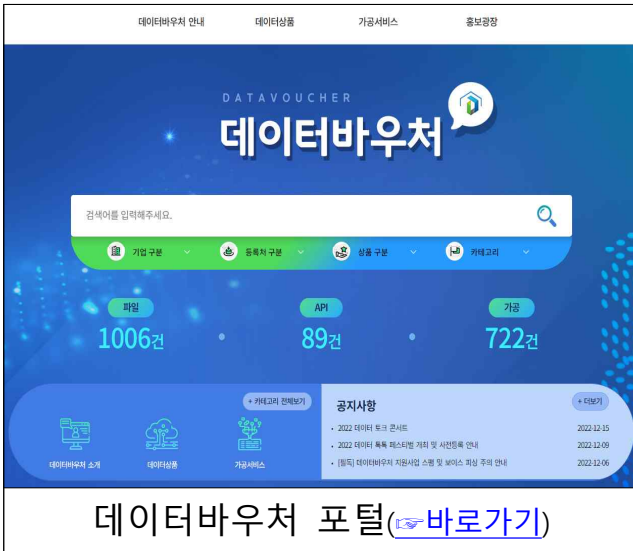 데이터바우처 안내 데이터상품 가공서비스 홍보광장
DATAVOUCHER
데이터바우처
검색어를 입력해주세요.
기업 구분 등록처 구분 상품 구분 카테고리
파일 API 가공
1006건 89건 722건
+ 카테고리 전체보기
공지사항 + 더보기
• 2022 데이터 토크 콘서트 2022-12-15
• 2022 데이터 톡톡 페스티벌 개최 및 사전등록 안내 2022-12-09
• [필독] 데이터바우처 지원사업 스팸 및 보이스 피싱 주의 안내 2022-12-06
데이터바우처 소개 데이터상품 가공서비스
데이터바우처 포털(☞바로가기)